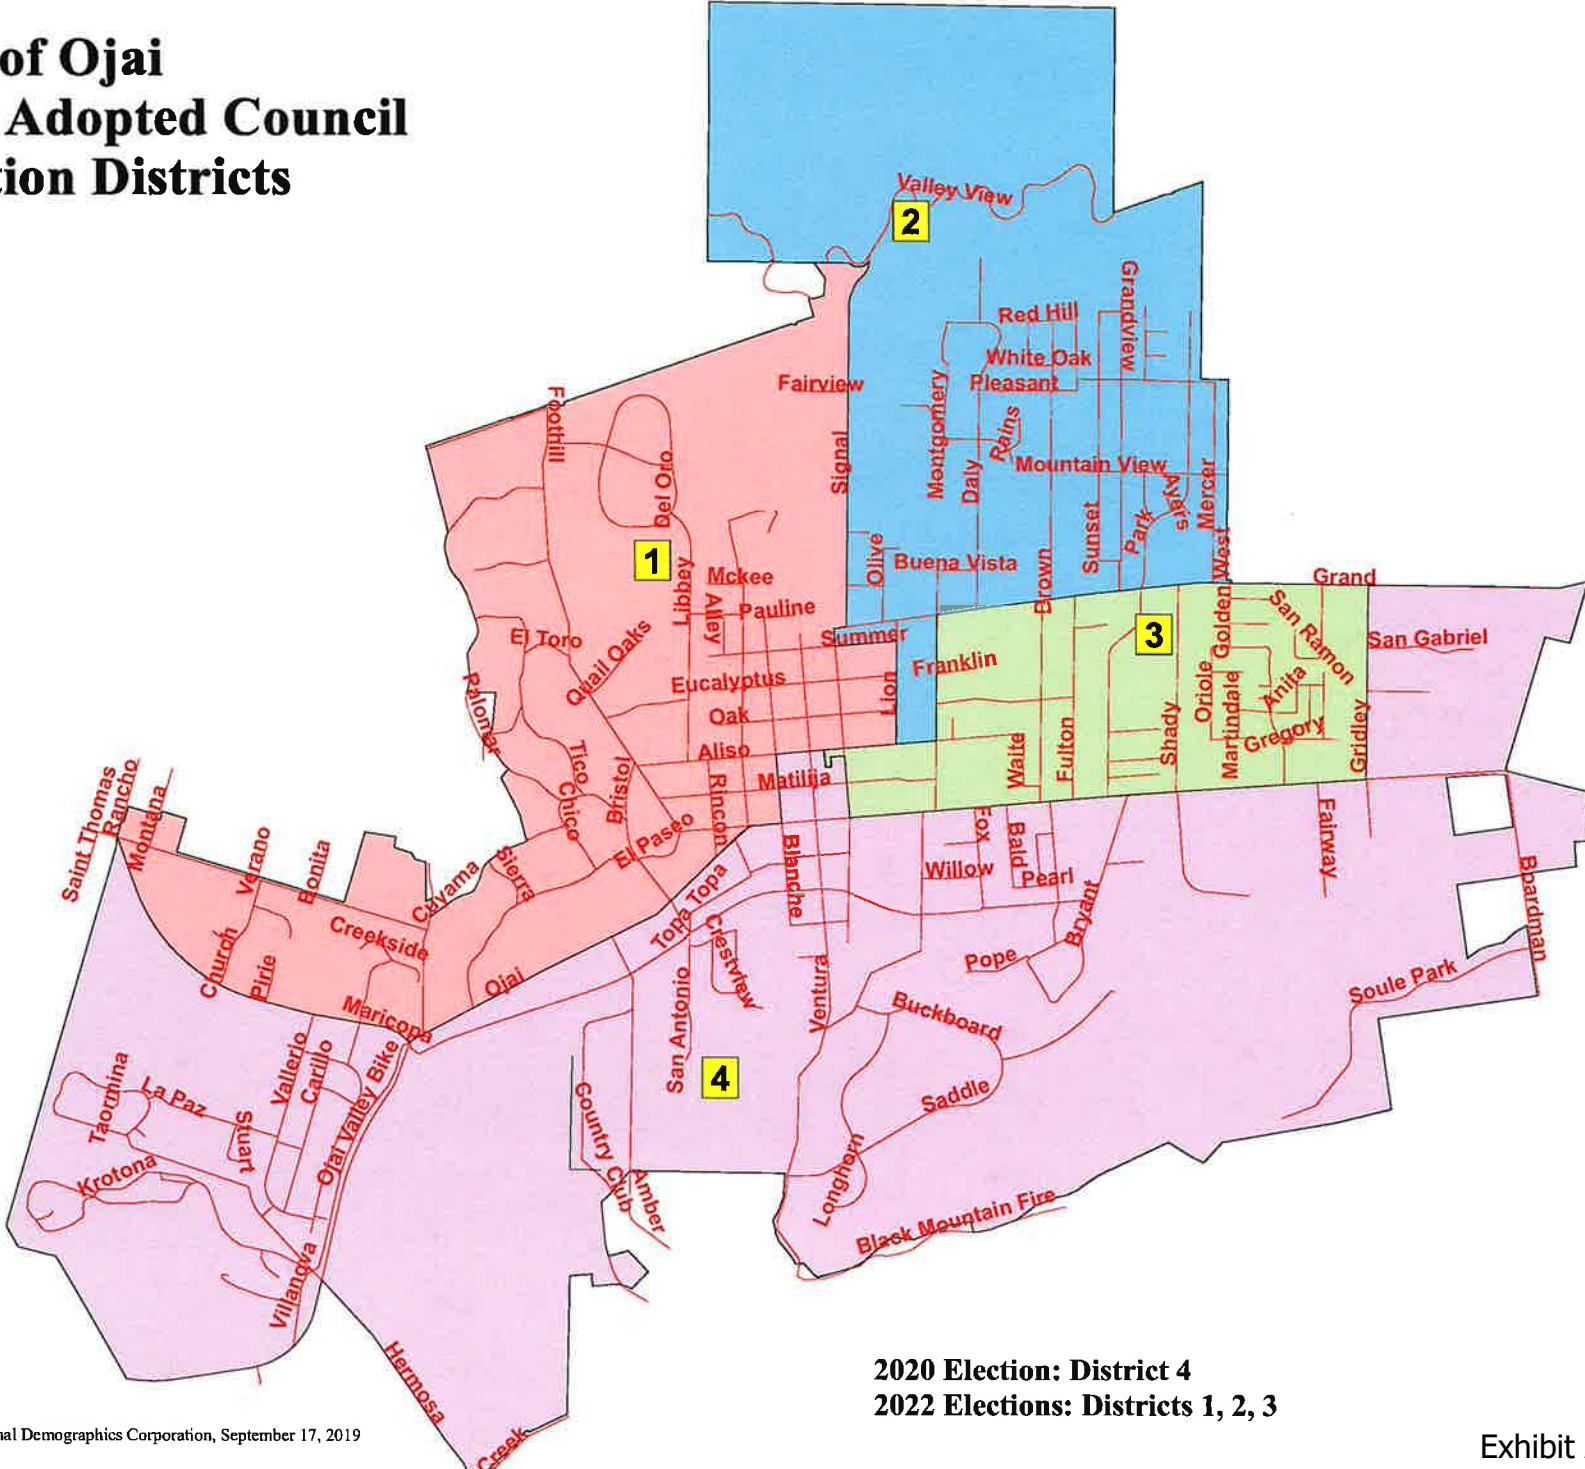 of Ojai
Adopted Council
tion Districts
Valley View
2
Grandview
Red Hill
White Oak
Pleasant
Fairview
Foothill
Montgomery
Rains
Signal
Daly
Mountain View
Del Oro
Mercer
Ayers
Sunset
Park
1
Olive
Buena Vista
Brown
West
Grand
Mckee
Libbey
Alley
Pauline
Summer
3
Golden
San Ramon
San Gabriel
El Toro
Quail Oaks
Franklin
Eucalyptus
Lion
Oak
Palomar
Oriole
Martindale
Anita
Gregory
Gridley
Shady
Fulton
Waite
Aliso
Matilija
Tico
Chico
Bristol
Rincon
El Paseo
Saint Thomas
Rancho
Montana
Verano
Bonita
Cuyama
Sierra
Blanche
Fox
Bald
Willow
Pearl
Fairway
Boardman
Bryant
Topa Topa
Crestview
Creekside
Church
Pirie
Ojai
Maricopa
San Antonio
Ventura
Pope
Soule Park
Buckboard
Vallerio
Carillo
Ojai Valley Bike
4
Taormina
La Paz
Stuart
Saddle
Country Club
Krotona
Amber
Longhorn
Black Mountain Fire
Villanova
Hermosa
Creek
2020 Election: District 4
2022 Elections: Districts 1, 2, 3
nal Demographics Corporation, September 17, 2019
Exhibit